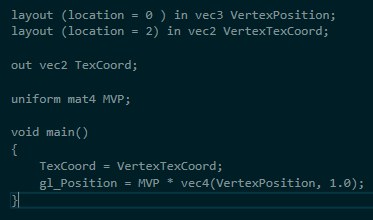 layout (location = 0 ) in vec3 VertexPosition;
layout (location = 2) in vec2 VertexTexCoord;

out vec2 TexCoord;

uniform mat4 MVP;

void main()
{
    TexCoord = VertexTexCoord;
    gl_Position = MVP * vec4(VertexPosition, 1.0);
}